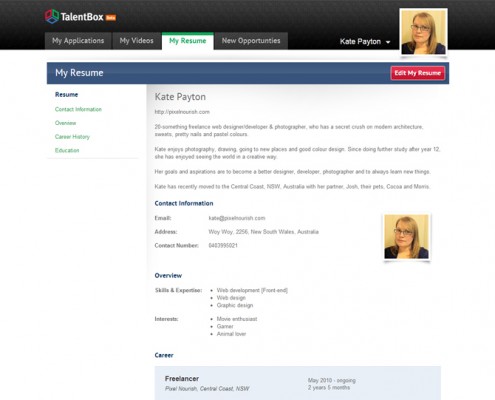 TalentBox Beta
My Applications My Videos My Resume New Opportunties
Kate Payton
My Resume
Edit My Resume
Resume
Contact Information
Overview
Career History
Education
Kate Payton
http://pixelnourish.com
20-something freelance web designer/developer & photographer, who has a secret crush on modern architecture,
sweets, pretty nails and pastel colours.
Kate enjoys photography, drawing, going to new places and good colour design. Since doing further study after year 12,
she has enjoyed seeing the world in a creative way.
Her goals and aspirations are to become a better designer, developer, photographer and to always learn new things.
Kate has recently moved to the Central Coast, NSW, Australia with her partner, Josh, their pets, Cocoa and Morris.
Contact Information
Email: kate@pixelnourish.com
Address: Woy Woy, 2256, New South Wales, Australia
Contact Number: 0403995021
Overview
Skills & Expertise: Web development [Front end]
Web design
Graphic design
Interests: Movie enthusiast
Gamer
Animal lover
Career
Freelancer May 2010 - ongoing
Pixel Nourish, Central Coast, NSW 2 years 5 months